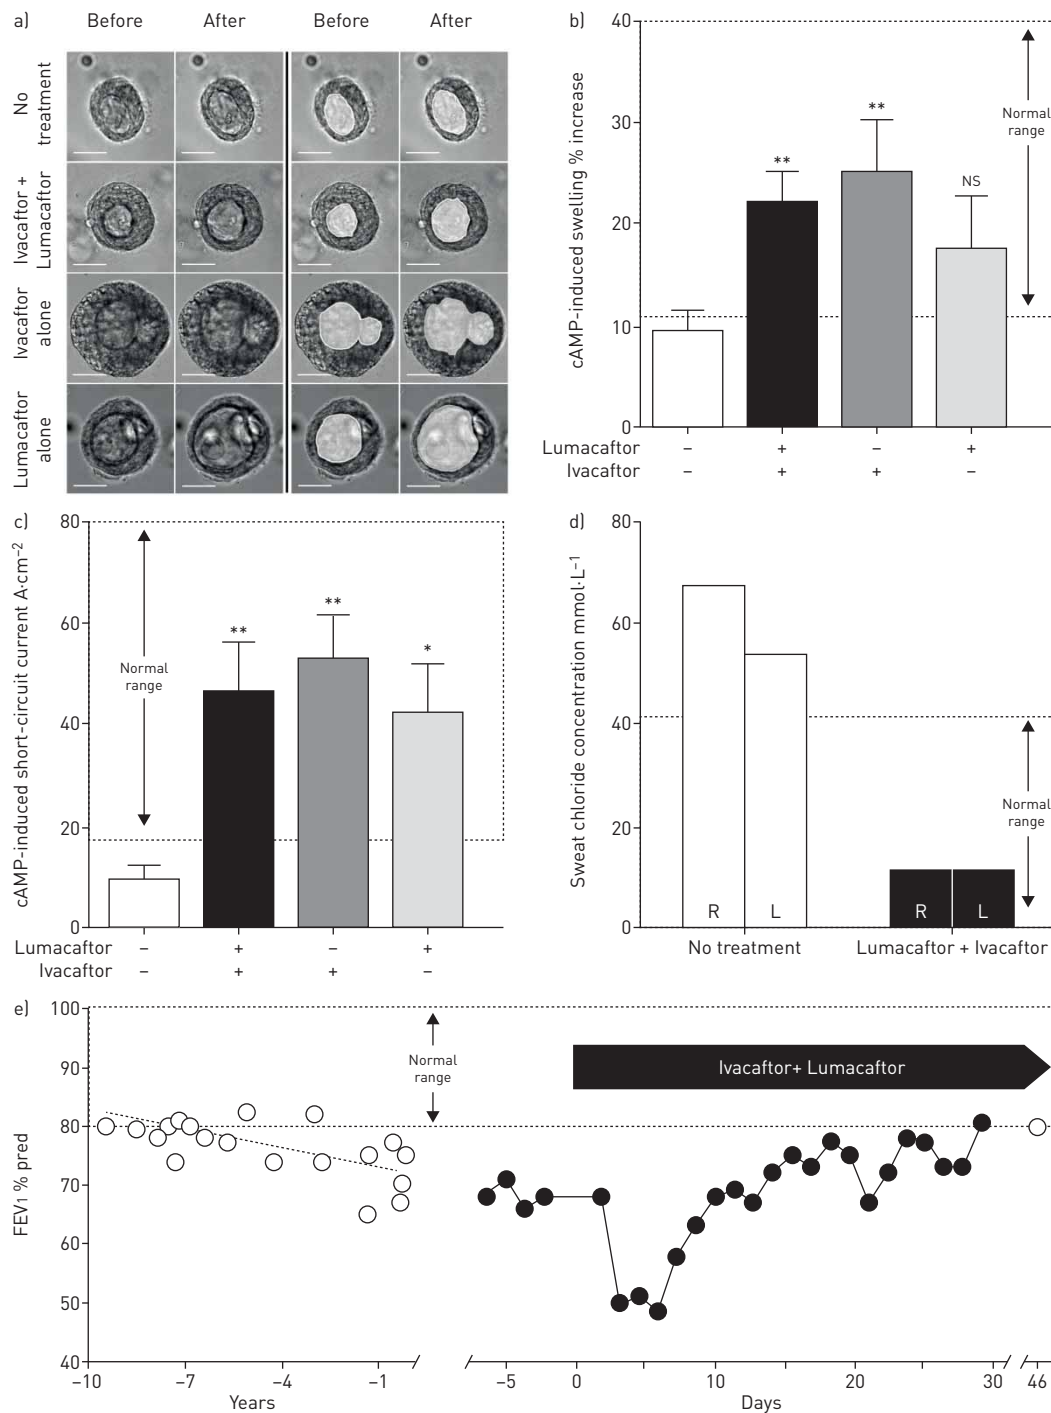 a)
Before
After
Before
After
No
treatment
Ivacaftor +
Lumacaftor
Ivacaftor
alone
Lumacaftor
alone
b)
cAMP-induced swelling % increase
40
30
20
10
0
**
**
NS
Normal
range
Lumacaftor – + – +
Ivacaftor – + + –
c)
cAMP-induced short-circuit current A·cm⁻²
80
60
40
20
0
Normal
range
**
**
*
Lumacaftor – + – +
Ivacaftor – + + –
d)
Sweat chloride concentration mmol·L⁻¹
80
60
40
20
0
R L
R L
Normal
range
No treatment
Lumacaftor + Ivacaftor
e)
FEV1 % pred
100
90
80
70
60
50
40
Normal
range
Ivacaftor+ Lumacaftor
–10 –7 –4 –1
Years
–5 0 10 20 30 46
Days